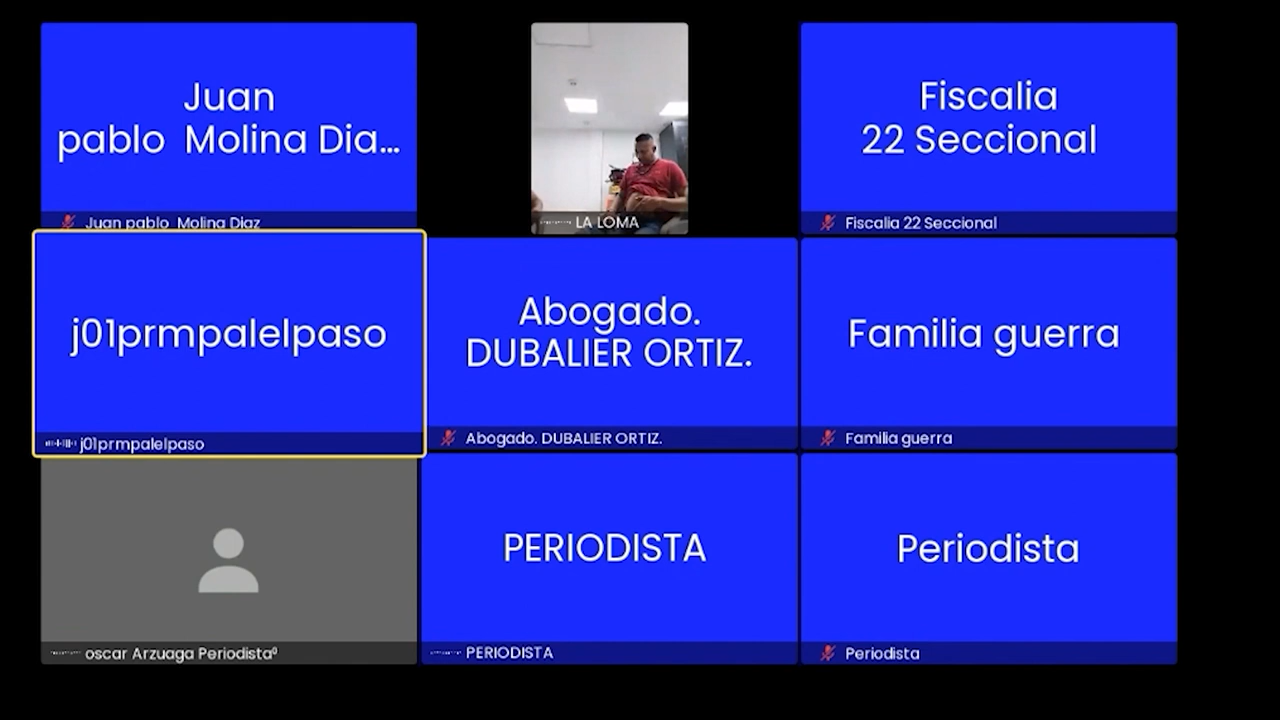 Juan
pablo  Molina Dia...
Juan pablo  Molina Diaz
LA LOMA
Fiscalia
22 Seccional
Fiscalia 22 Seccional
j01prmpalelpaso
j01prmpalelpaso
Abogado.
DUBALIER ORTIZ.
Abogado. DUBALIER ORTIZ.
Familia guerra
Familia guerra
oscar Arzuaga Periodista⁰
PERIODISTA
PERIODISTA
Periodista
Periodista